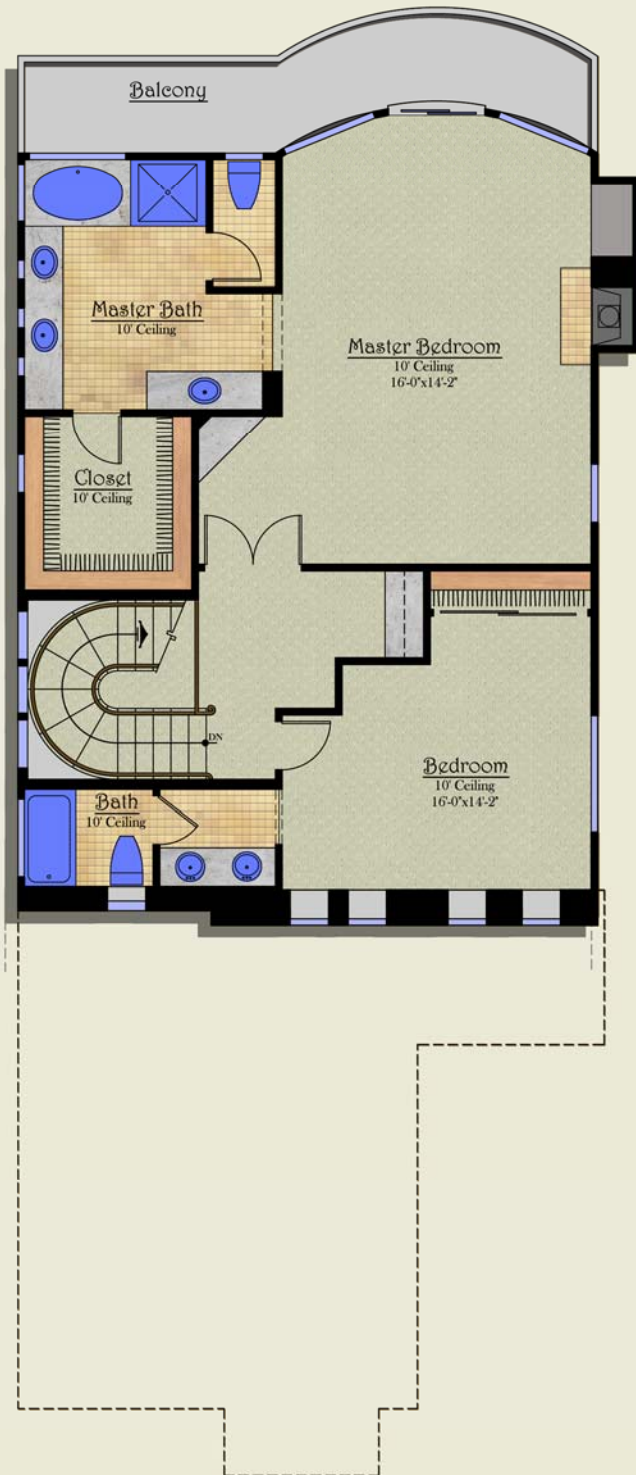 Balcony
Master Bath
10' Ceiling
Master Bedroom
10' Ceiling
16'-0"x14'-2"
Closet
10' Ceiling
DN
Bedroom
10' Ceiling
16'-0"x14'-2"
Bath
10' Ceiling